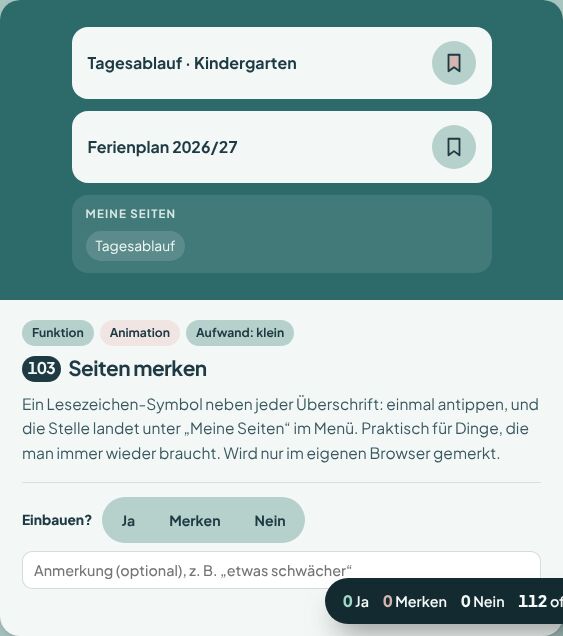 Tagesablauf · Kindergarten
Ferienplan 2026/27
MEINE SEITEN
Tagesablauf
Funktion Animation Aufwand: klein
103 Seiten merken
Ein Lesezeichen-Symbol neben jeder Überschrift: einmal antippen, und
die Stelle landet unter „Meine Seiten“ im Menü. Praktisch für Dinge, die
man immer wieder braucht. Wird nur im eigenen Browser gemerkt.
Einbauen? Ja Merken Nein
Anmerkung (optional), z. B. „etwas schwächer“
0 Ja 0 Merken 0 Nein 112 of